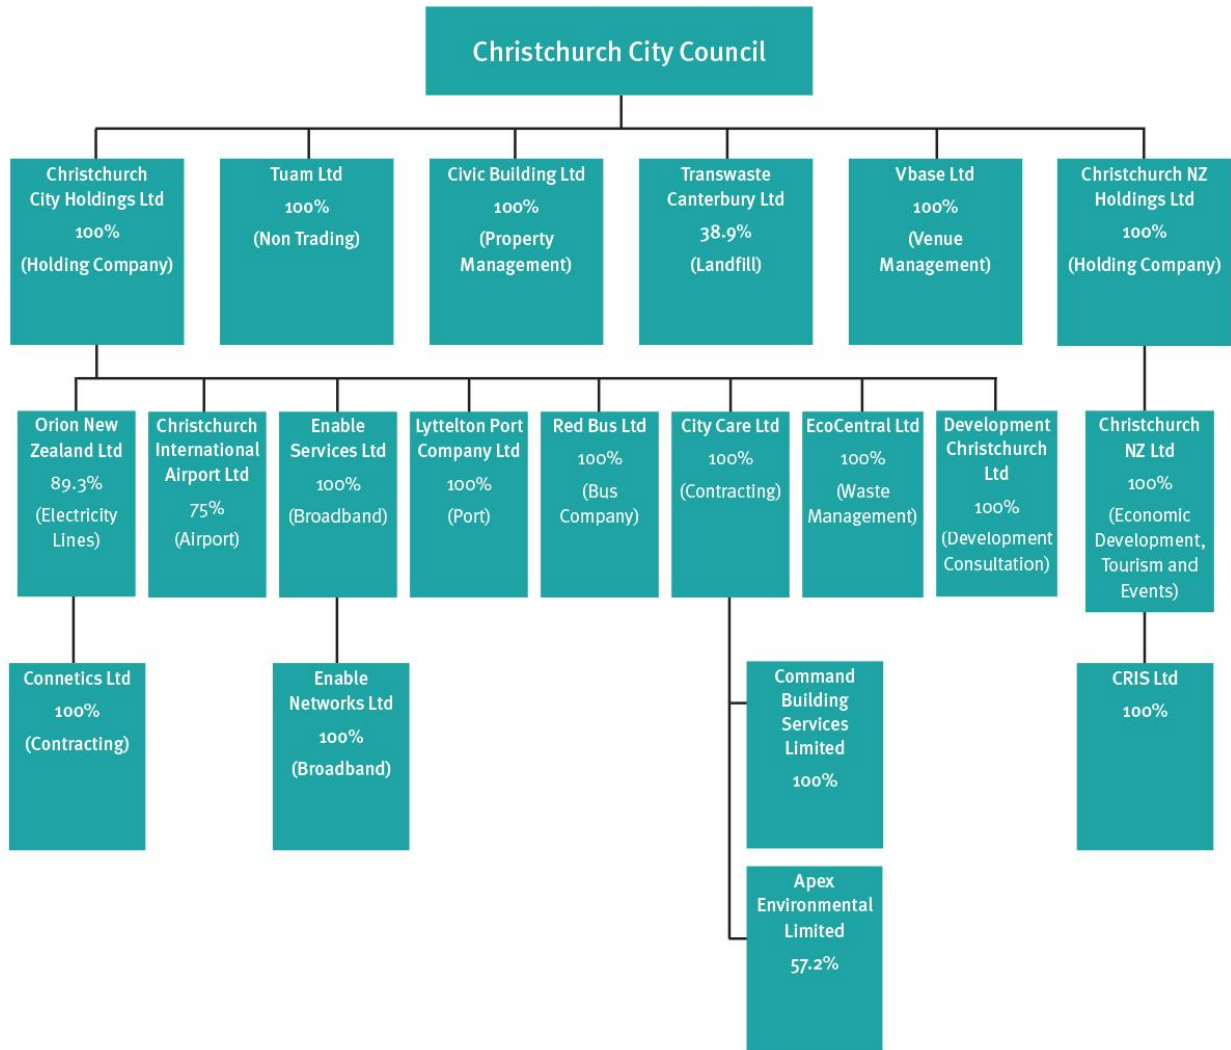 Christchurch City Council
Christchurch
City Holdings Ltd
100%
(Holding Company)
Tuam Ltd
100%
(Non Trading)
Civic Building Ltd
100%
(Property
Management)
Transwaste
Canterbury Ltd
38.9%
(Landfill)
Vbase Ltd
100%
(Venue
Management)
Christchurch NZ
Holdings Ltd
100%
(Holding Company)
Orion New
Zealand Ltd
89.3%
(Electricity
Lines)
Christchurch
International
Airport Ltd
75%
(Airport)
Enable
Services Ltd
100%
(Broadband)
Lyttelton Port
Company Ltd
100%
(Port)
Red Bus Ltd
100%
(Bus
Company)
City Care Ltd
100%
(Contracting)
EcoCentral Ltd
100%
(Waste
Management)
Development
Christchurch
Ltd
100%
(Development
Consultation)
Christchurch
NZ Ltd
100%
(Economic
Development,
Tourism and
Events)
Connetics Ltd
100%
(Contracting)
Enable
Networks Ltd
100%
(Broadband)
Command
Building
Services
Limited
100%
CRIS Ltd
100%
Apex
Environmental
Limited
57.2%